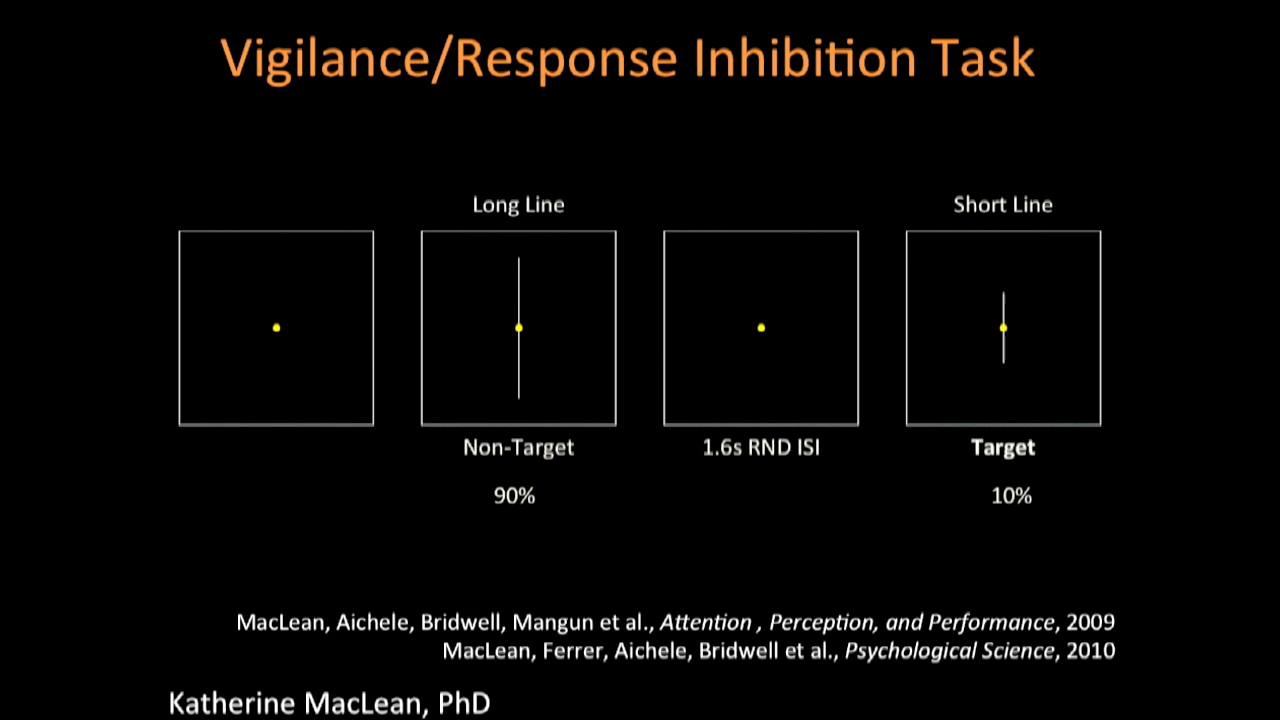 Vigilance/Response Inhibition Task
Long Line
Short Line
Non-Target
1.6s RND ISI
Target
90%
10%
MacLean, Aichele, Bridwell, Mangun et al., Attention , Perception, and Performance, 2009
MacLean, Ferrer, Aichele, Bridwell et al., Psychological Science, 2010
Katherine MacLean, PhD